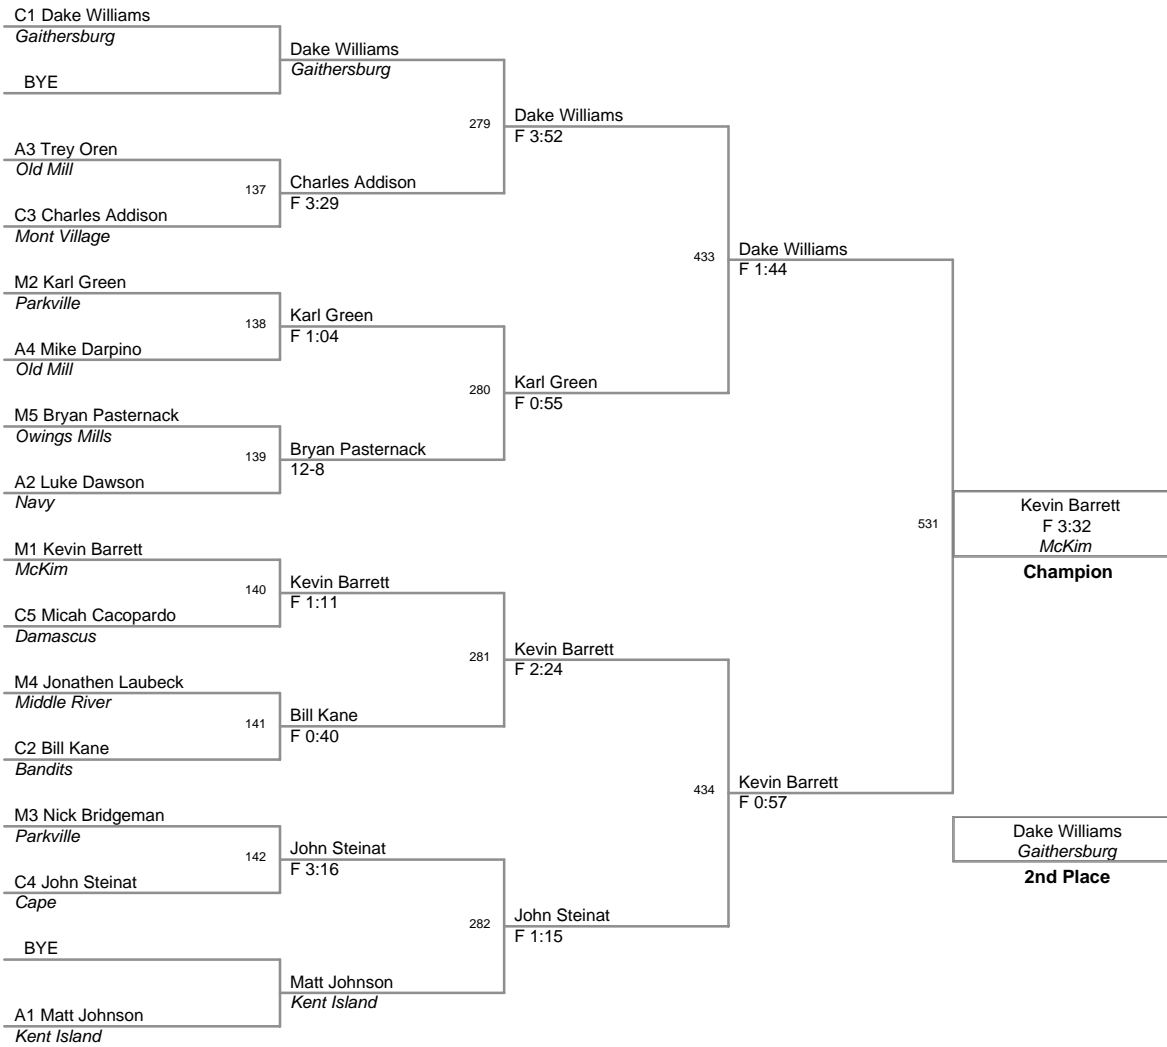 C1 Dake Williams
Gaithersburg
BYE
A3 Trey Oren
Old Mill
137
C3 Charles Addison
Mont Village
M2 Karl Green
Parkville
138
A4 Mike Darpino
Old Mill
M5 Bryan Pasternack
Owings Mills
139
A2 Luke Dawson
Navy
M1 Kevin Barrett
McKim
140
C5 Micah Cacopardo
Damascus
M4 Jonathen Laubeck
Middle River
141
C2 Bill Kane
Bandits
M3 Nick Bridgeman
Parkville
142
C4 John Steinat
Cape
BYE
A1 Matt Johnson
Kent Island
Dake Williams
Gaithersburg
279
Charles Addison
F 3:29
Karl Green
F 1:04
280
Bryan Pasternack
12-8
Kevin Barrett
F 1:11
281
Bill Kane
F 0:40
John Steinat
F 3:16
282
Matt Johnson
Kent Island
Dake Williams
F 3:52
433
Karl Green
F 0:55
Kevin Barrett
F 2:24
434
John Steinat
F 1:15
Dake Williams
F 1:44
531
Kevin Barrett
F 0:57
Kevin Barrett
F 3:32
McKim
Champion
Dake Williams
Gaithersburg
2nd Place